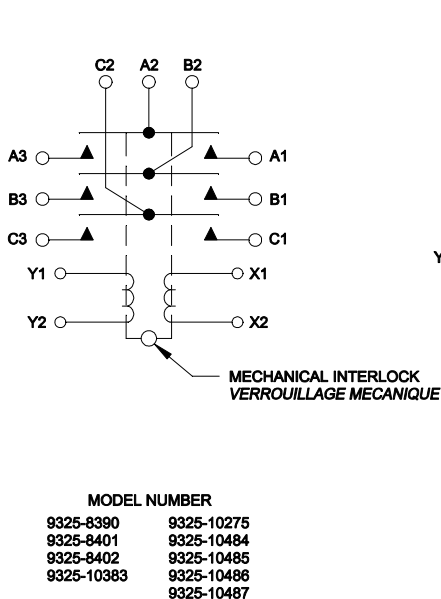 C2 A2 B2
A3 A1
B3 B1
C3 C1
Y
Y1 X1
Y2 X2
MECHANICAL INTERLOCK
VERROUILLAGE MECANIQUE
MODEL NUMBER
9325-8390 9325-10275
9325-8401 9325-10484
9325-8402 9325-10485
9325-10383 9325-10486
9325-10487